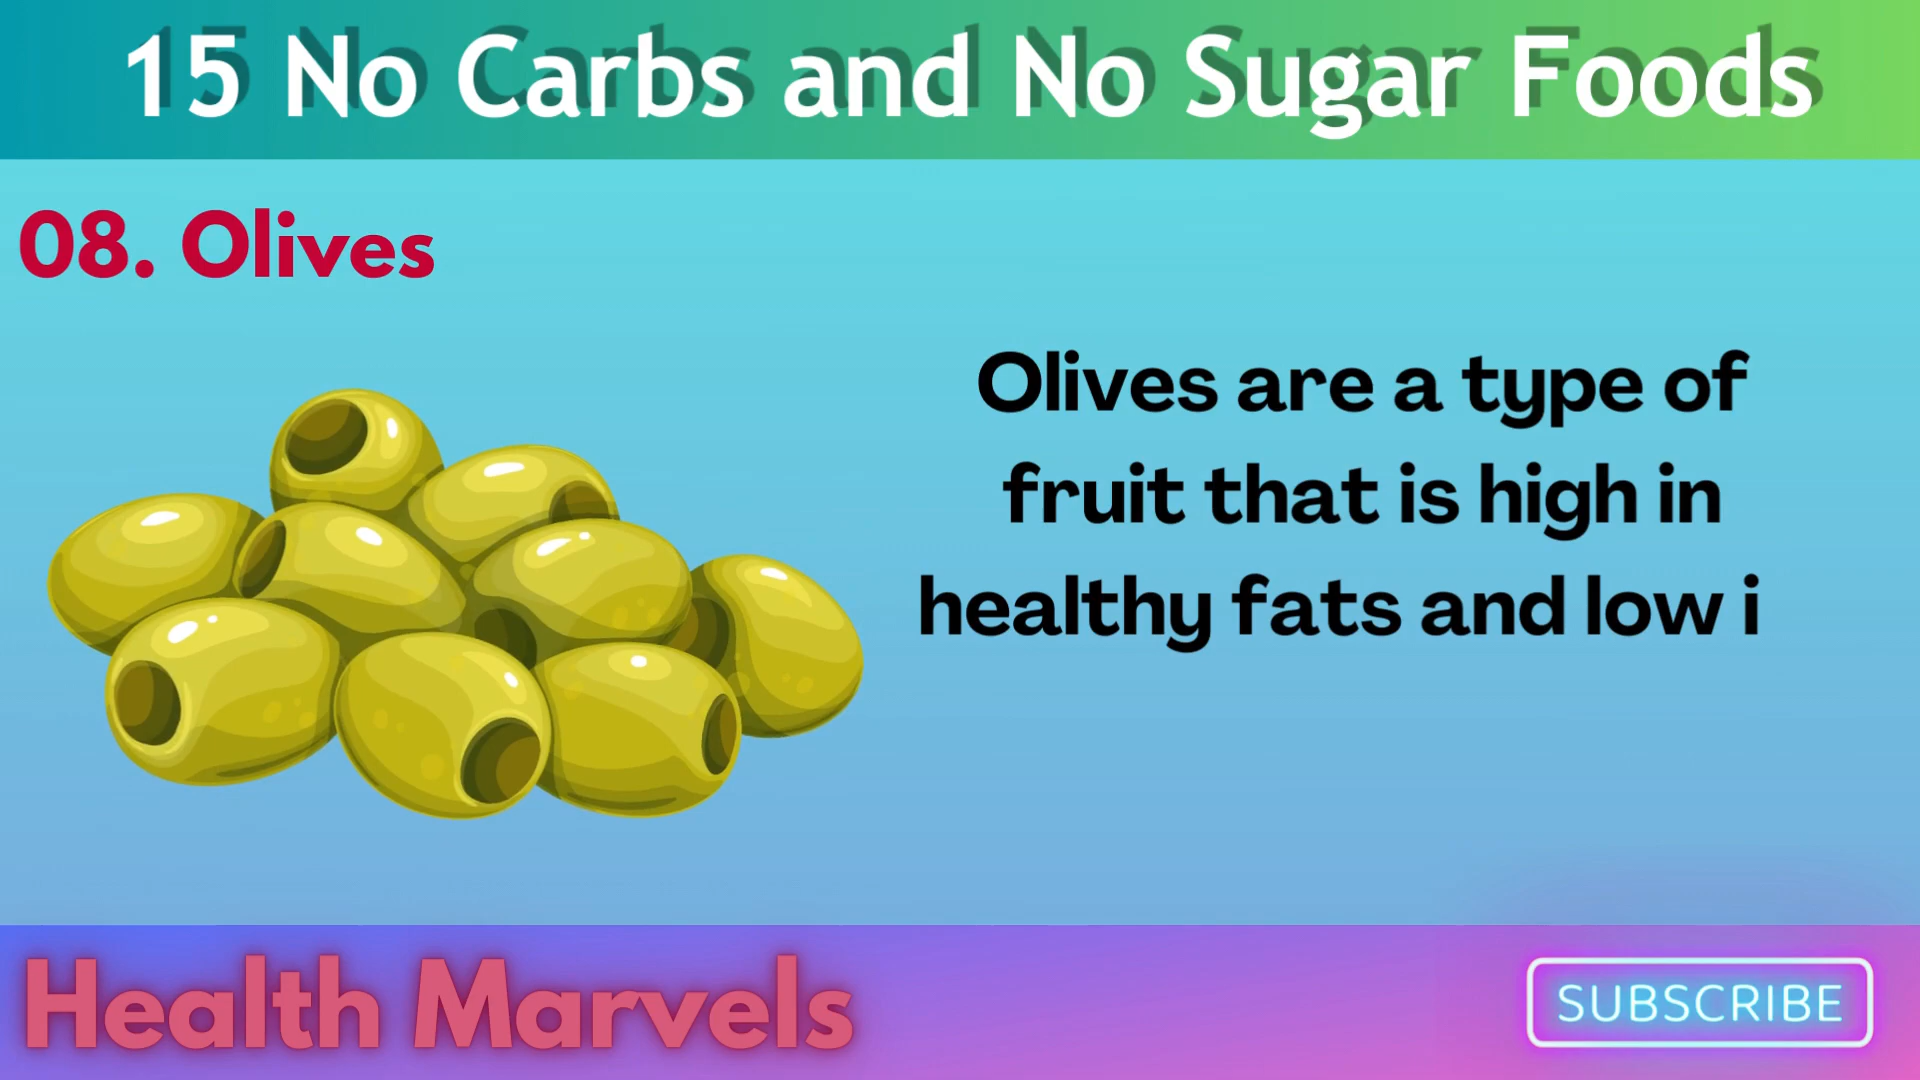 15 No Carbs and No Sugar Foods
08. Olives
Olives are a type of
fruit that is high in
healthy fats and low i
Health Marvels
SUBSCRIBE